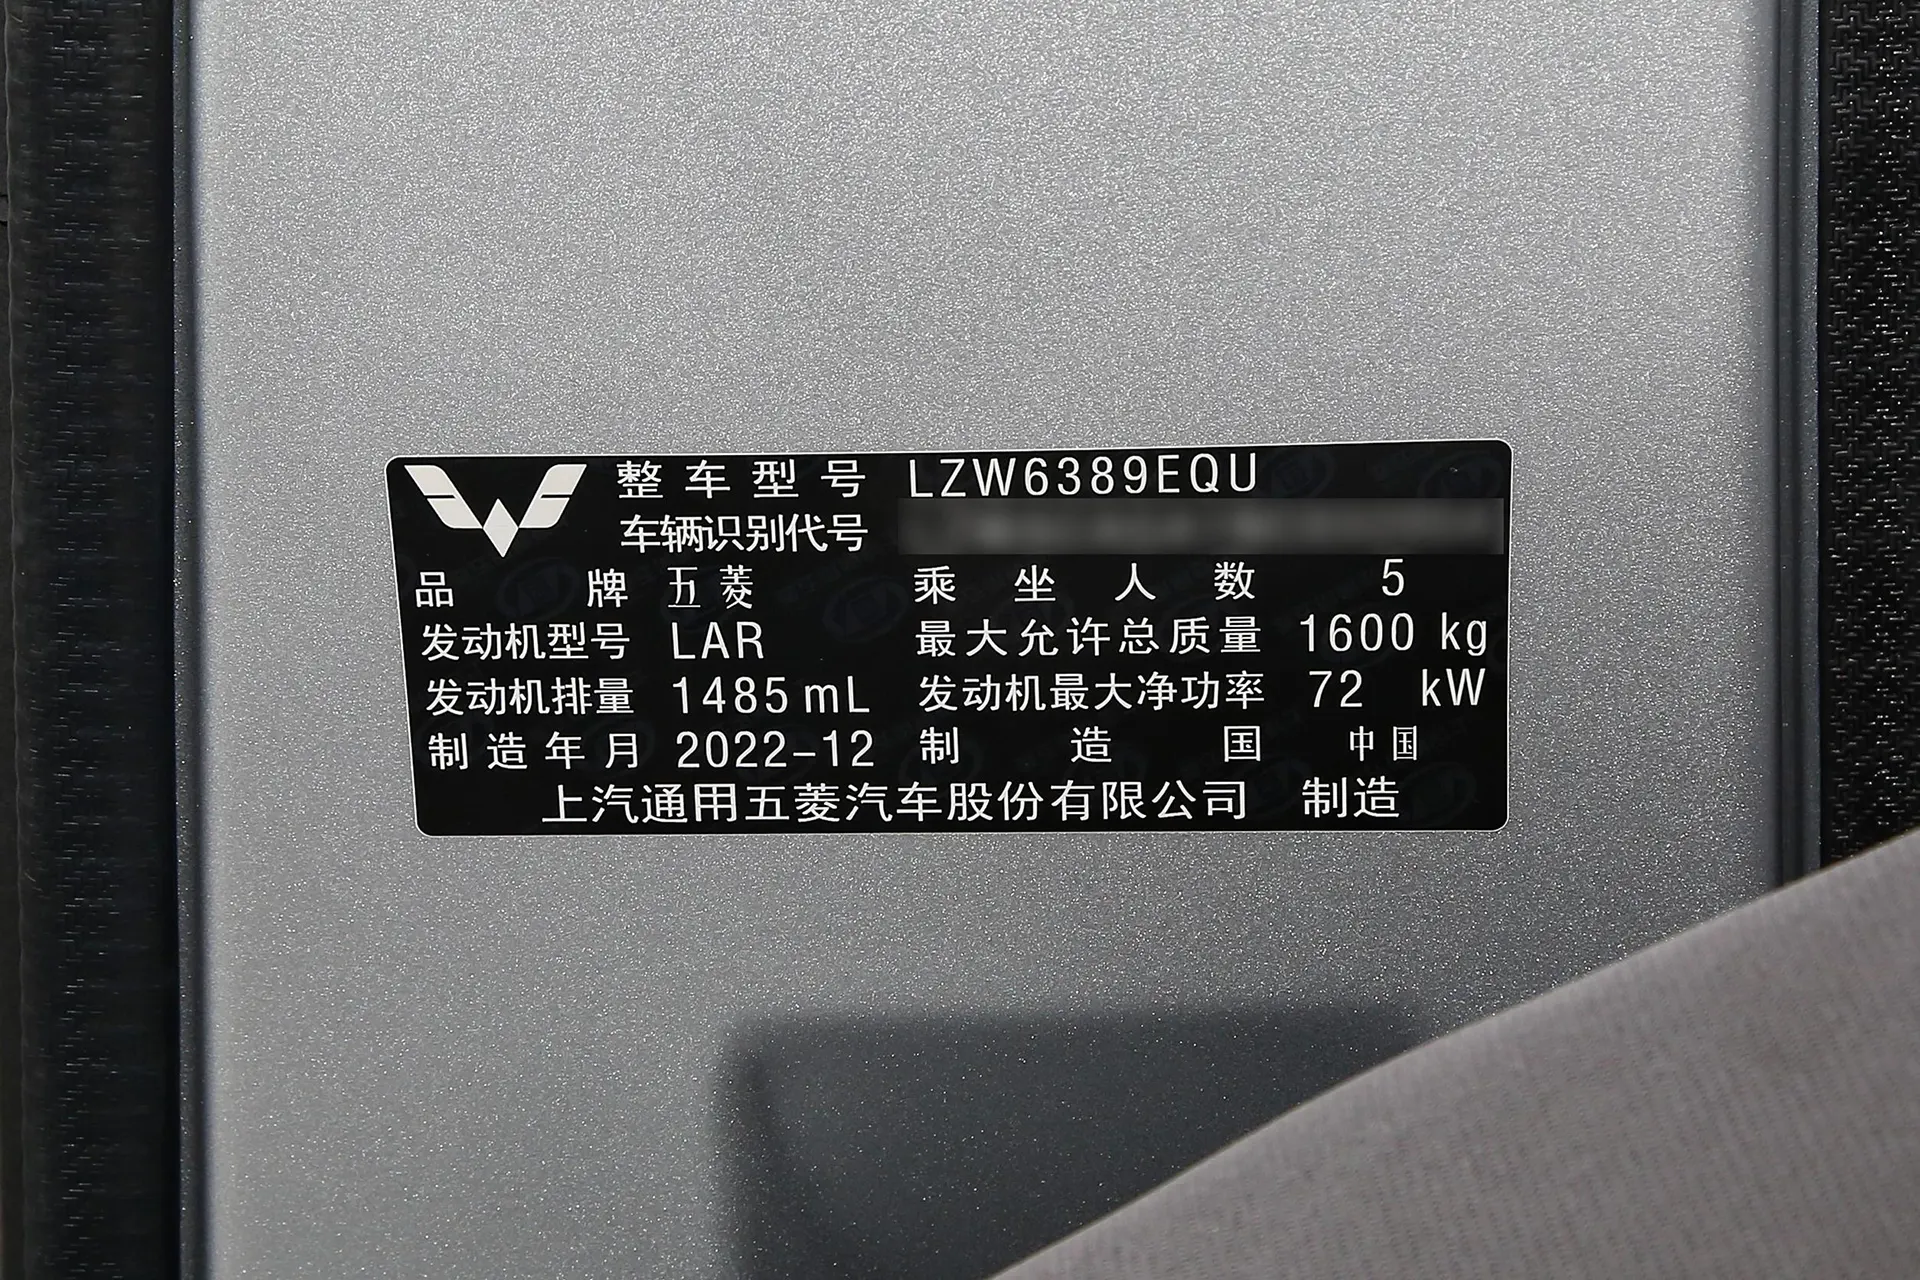 整车型号 LZW6389EQU
车辆识别代号
品牌 五菱 乘坐人数 5
发动机型号 LAR 最大允许总质量 1600 kg
发动机排量 1485 mL 发动机最大净功率 72 kW
制造年月 2022-12 制造国 中国
上汽通用五菱汽车股份有限公司 制造